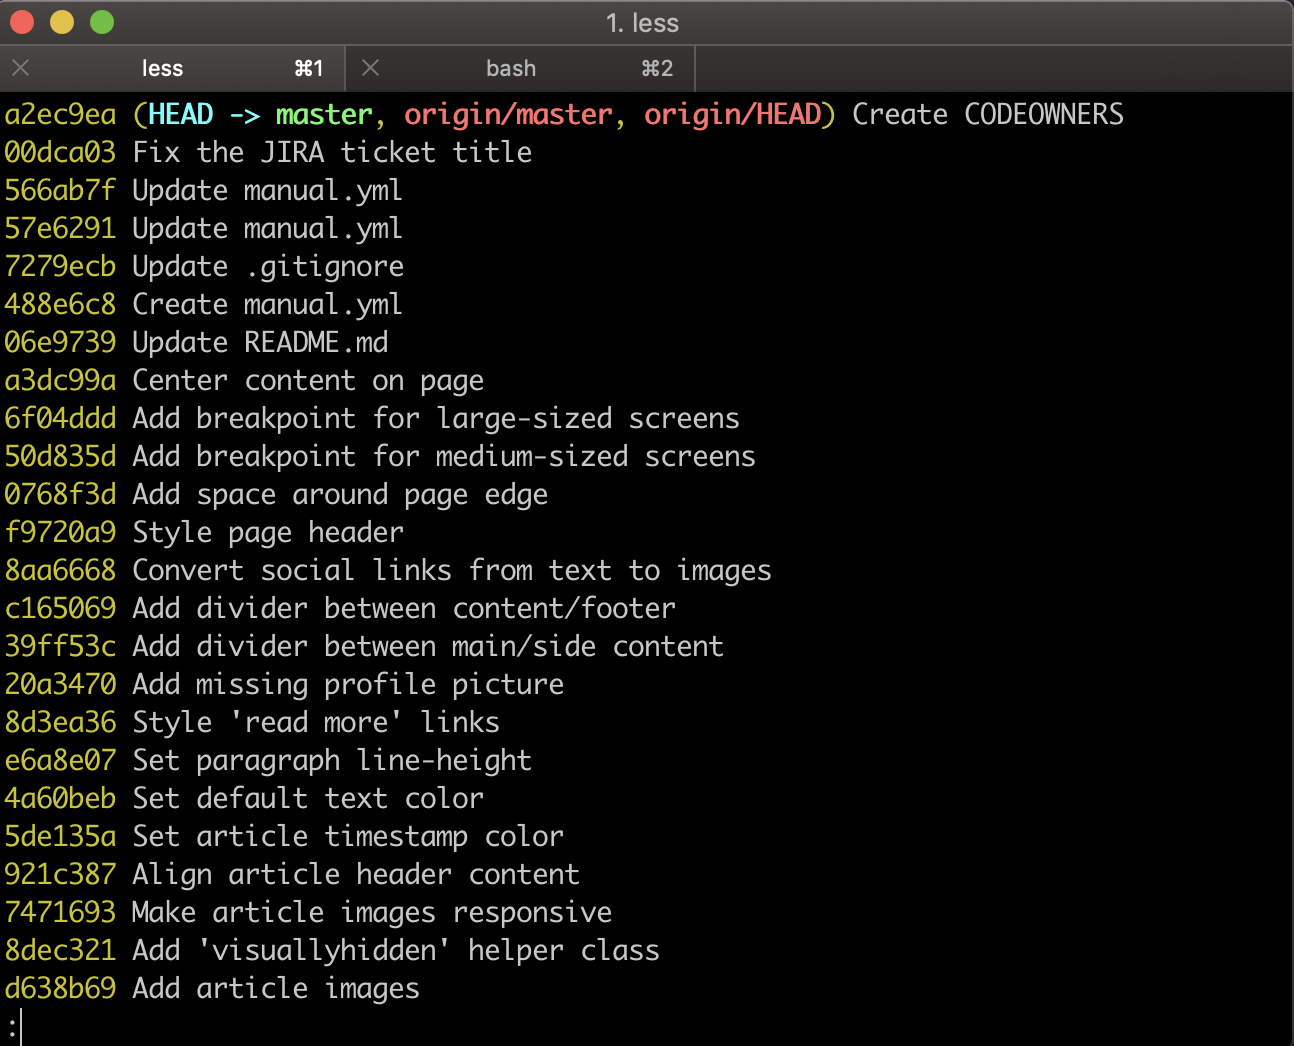 1. less
less ⌘1 bash ⌘2
a2ec9ea (HEAD -> master, origin/master, origin/HEAD) Create CODEOWNERS
00dca03 Fix the JIRA ticket title
566ab7f Update manual.yml
57e6291 Update manual.yml
7279ecb Update .gitignore
488e6c8 Create manual.yml
06e9739 Update README.md
a3dc99a Center content on page
6f04ddd Add breakpoint for large-sized screens
50d835d Add breakpoint for medium-sized screens
0768f3d Add space around page edge
f9720a9 Style page header
8aa6668 Convert social links from text to images
c165069 Add divider between content/footer
39ff53c Add divider between main/side content
20a3470 Add missing profile picture
8d3ea36 Style 'read more' links
e6a8e07 Set paragraph line-height
4a60beb Set default text color
5de135a Set article timestamp color
921c387 Align article header content
7471693 Make article images responsive
8dec321 Add 'visuallyhidden' helper class
d638b69 Add article images
: